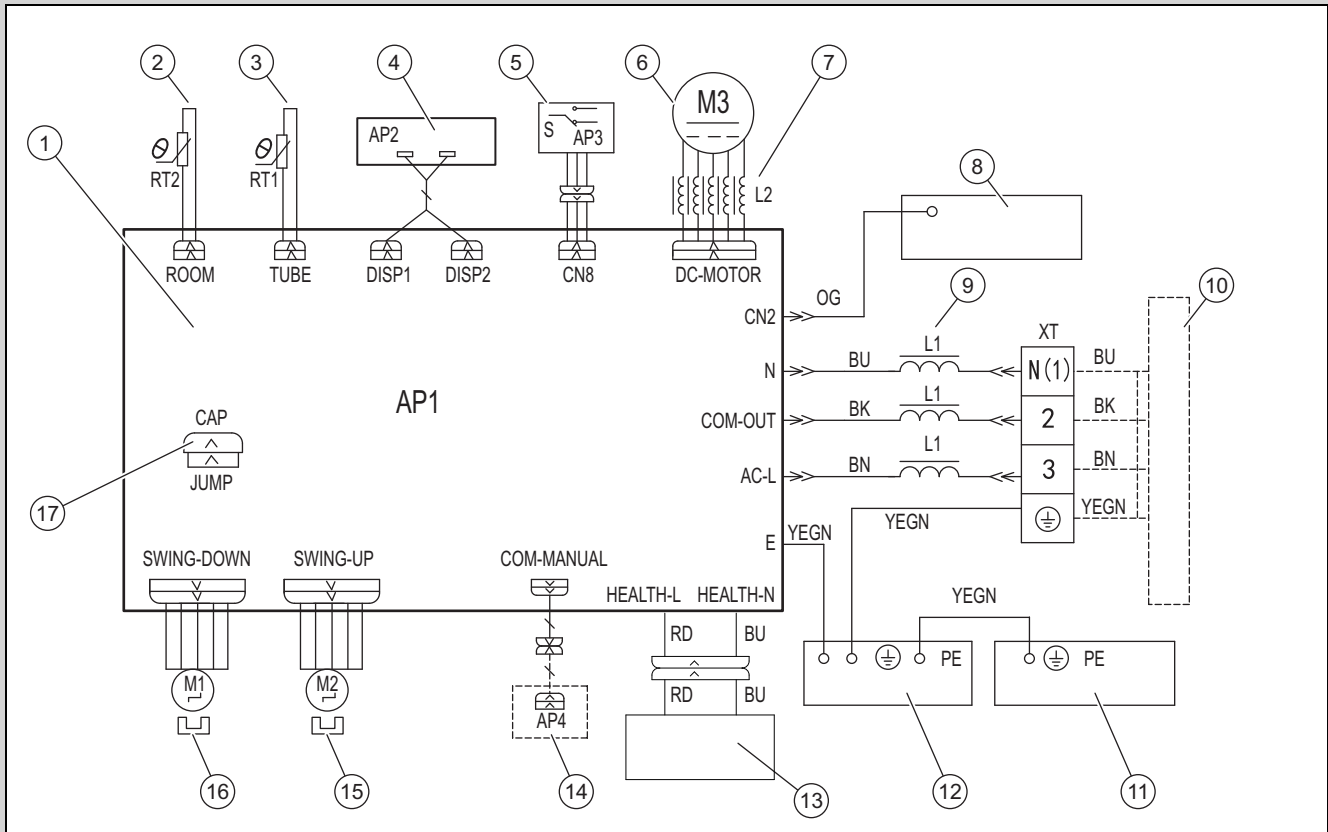 2
3
4
5
6
7
M3
AP2
S
AP3
1
RT2
RT1
L2
8
ROOM
TUBE
DISP1
DISP2
CN8
DC-MOTOR
OG
9
10
CN2
XT
L1
BU
N
BU
N(1)
AP1
L1
BK
CAP
COM-OUT
BK
2
L1
BN
AC-L
BN
3
JUMP
17
YEGN
YEGN
E
YEGN
SWING-DOWN
SWING-UP
COM-MANUAL
HEALTH-L
HEALTH-N
YEGN
RD
BU
PE
PE
M1
M2
RD
BU
AP4
16
15
14
13
12
11